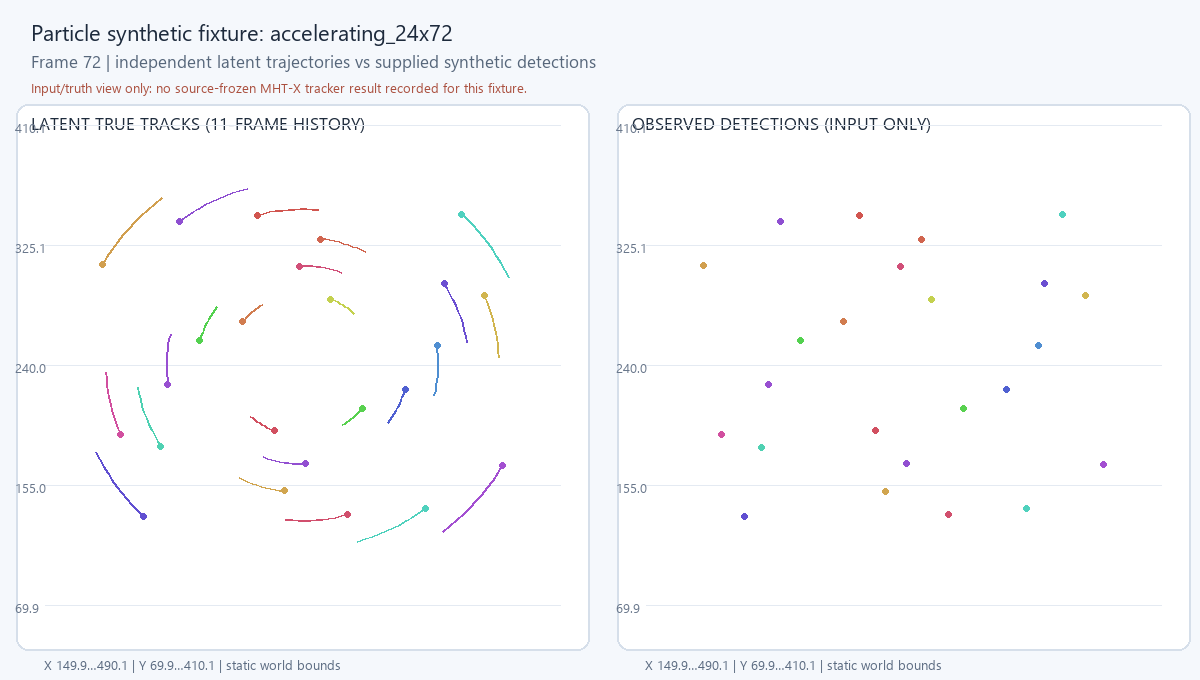 Particle synthetic fixture: accelerating_24x72
Frame 72 | independent latent trajectories vs supplied synthetic detections
Input/truth view only: no source-frozen MHT-X tracker result recorded for this fixture.
LATENT TRUE TRACKS (11-FRAME HISTORY)
410.1
325.1
240.0
155.0
69.9
X 149.9...490.1 | Y 69.9...410.1 | static world bounds
OBSERVED DETECTIONS (INPUT ONLY)
410.1
325.1
240.0
155.0
69.9
X 149.9...490.1 | Y 69.9...410.1 | static world bounds